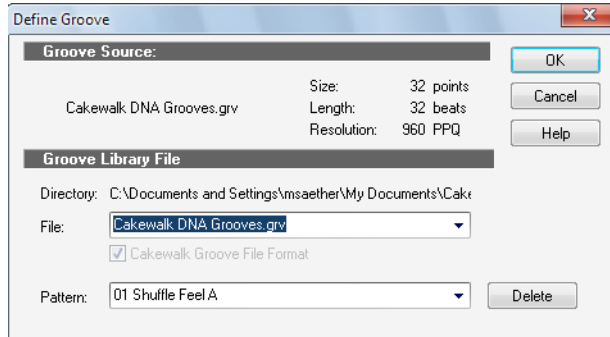 Define Groove
Groove Source:
OK
Size: 32 points
Cakewalk DNA Grooves.grv Length: 32 beats
Cancel
Resolution: 960 PPQ
Help
Groove Library File
Directory: C:\Documents and Settings\msaether\My Documents\Cake
File: Cakewalk DNA Grooves.grv
Cakewalk Groove File Format
Pattern: 01 Shuffle Feel A
Delete